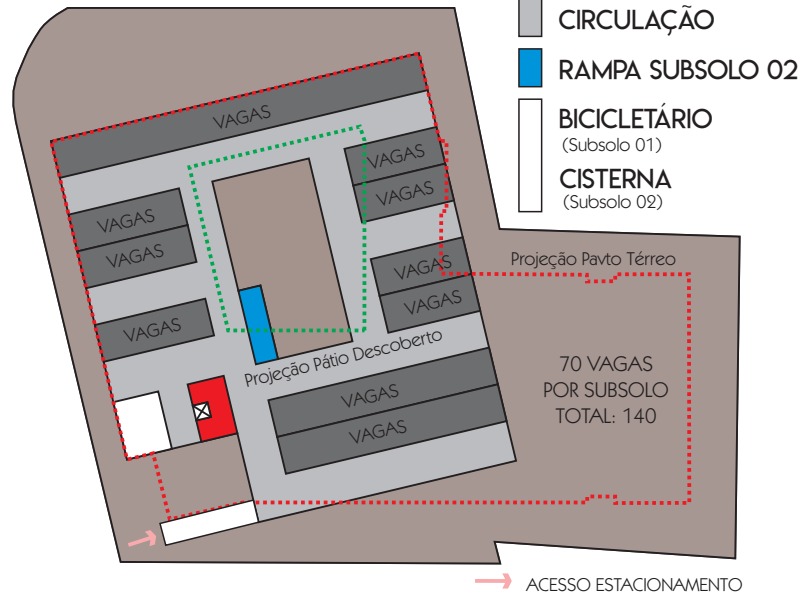 CIRCULAÇÃO
RAMPA SUBSOLO 02
BICICLETÁRIO
(Subsolo 01)
CISTERNA
(Subsolo 02)
VAGAS
VAGAS
VAGAS
VAGAS
VAGAS
VAGAS
VAGAS
VAGAS
Projeção Pavto Térreo
Projeção Pátio Descoberto
VAGAS
VAGAS
70 VAGAS
POR SUBSOLO
TOTAL: 140
ACESSO ESTACIONAMENTO